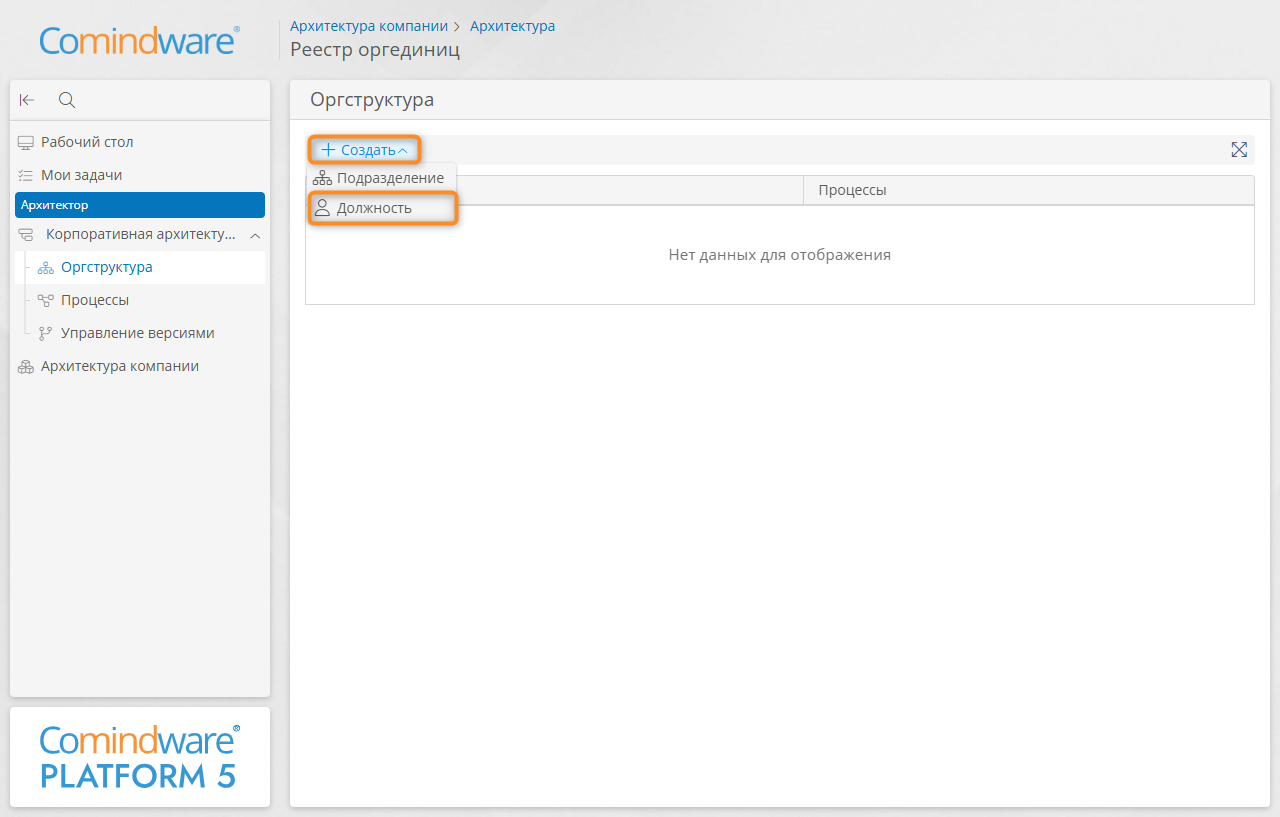 Comindware®
Архитектура компании > Архитектура
Реестр оргединиц
Рабочий стол
Мои задачи
Архитектор
Корпоративная архитекту...
Оргструктура
Процессы
Управление версиями
Архитектура компании
Comindware®
PLATFORM 5
Оргструктура
Создать
Подразделение
Должность
Процессы
Нет данных для отображения